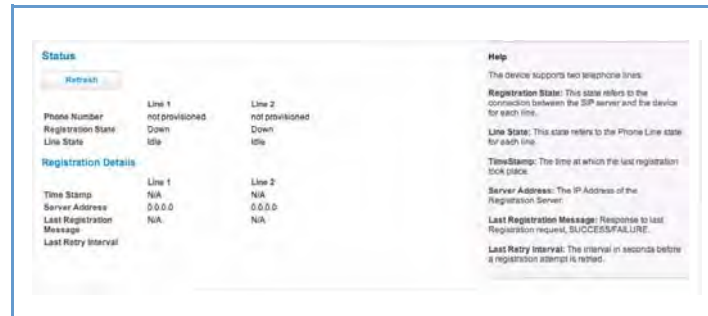 Status
Refresh
Line 1 Line 2
Phone Number not provisioned not provisioned
Registration State Down Down
Line State Idle Idle
Registration Details
Line 1 Line 2
Time Stamp N/A N/A
Server Address 0.0.0.0 0.0.0.0
Last Registration N/A N/A
Message
Last Retry Interval
Help
The device supports two telephone lines.
Registration State: This state refers to the
connection between the SIP server and the device
for each line.
Line State: This state refers to the Phone Line state
for each line.
TimeStamp: The time at which the last registration
took place.
Server Address: The IP Address of the
Registration Server.
Last Registration Message: Response to last
Registration request, SUCCESS/FAILURE.
Last Retry Interval: The interval in seconds before
a registration attempt is retried.